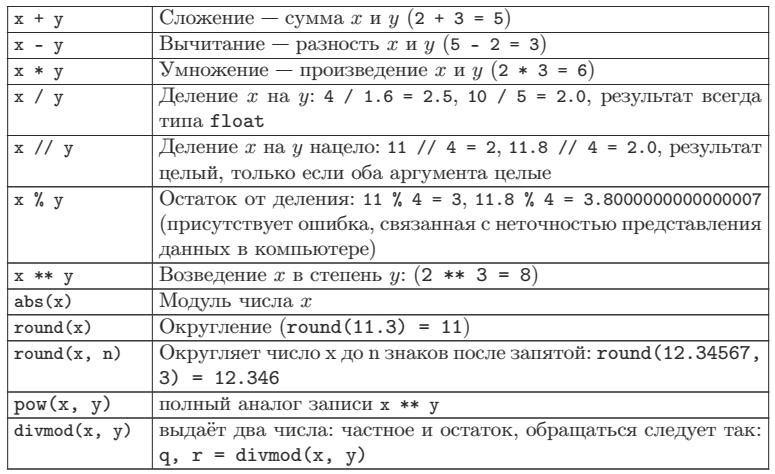 x + y Сложение — сумма x и y (2 + 3 = 5)
x - y Вычитание — разность x и y (5 - 2 = 3)
x * y Умножение — произведение x и y (2 * 3 = 6)
x / y Деление x на y: 4 / 1.6 = 2.5, 10 / 5 = 2.0, результат всегда
типа float
x // y Деление x на y нацело: 11 // 4 = 2, 11.8 // 4 = 2.0, результат
целый, только если оба аргумента целые
x % y Остаток от деления: 11 % 4 = 3, 11.8 % 4 = 3.8000000000000007
(присутствует ошибка, связанная с неточностью представления
данных в компьютере)
x ** y Возведение x в степень y: (2 ** 3 = 8)
abs(x) Модуль числа x
round(x) Округление (round(11.3) = 11)
round(x, n) Округляет число x до n знаков после запятой: round(12.34567,
3) = 12.346
pow(x, y) полный аналог записи x ** y
divmod(x, y) выдаёт два числа: частное и остаток, обращаться следует так:
q, r = divmod(x, y)